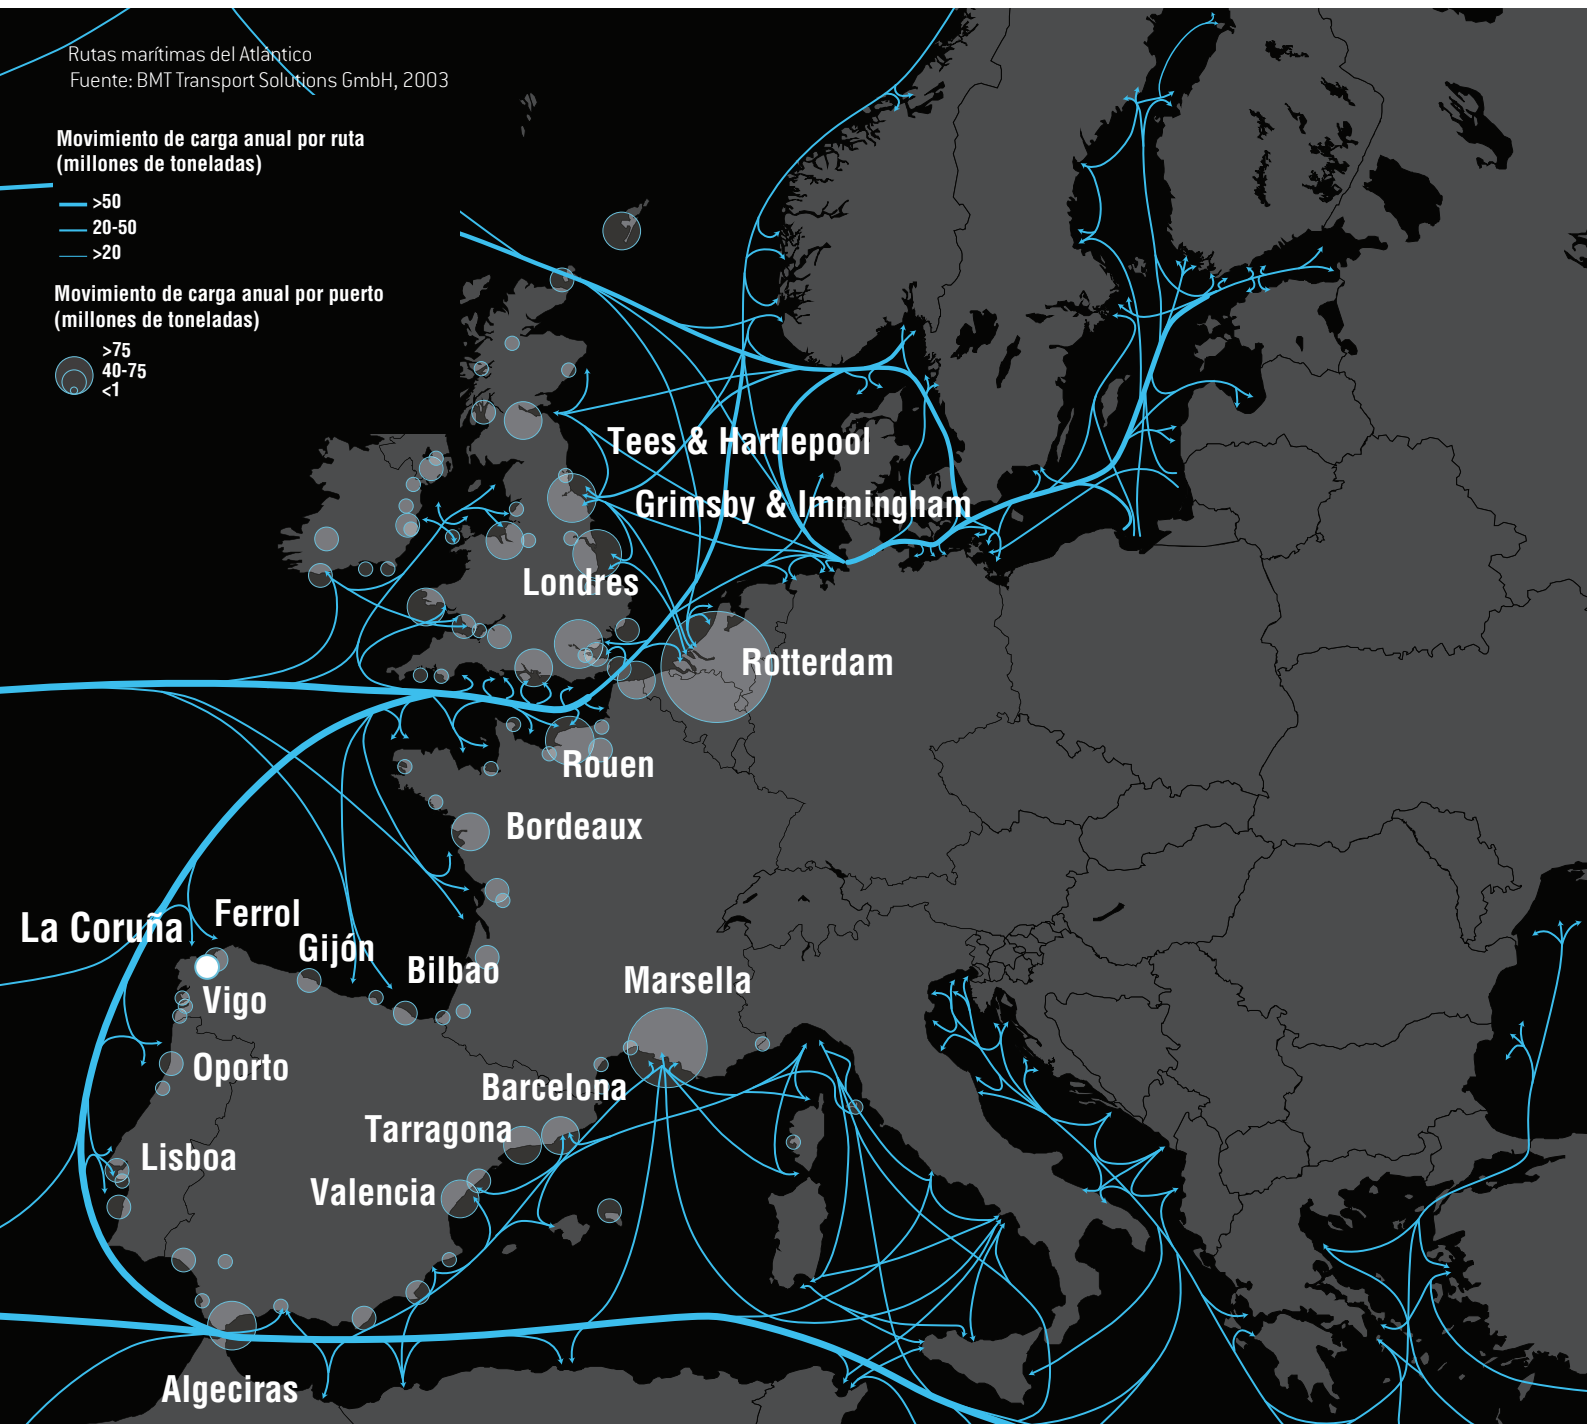 Rutas marítimas del Atlántico
Fuente: BMT Transport Solutions GmbH, 2003
Movimiento de carga anual por ruta
(millones de toneladas)
>50
20-50
>20
Movimiento de carga anual por puerto
(millones de toneladas)
>75
40-75
<1
Tees & Hartlepool
Grimsby & Immingham
Londres
Rotterdam
Rouen
Bordeaux
La Coruña
Ferrol
Gijón
Bilbao
Marsella
Vigo
Oporto
Barcelona
Tarragona
Lisboa
Valencia
Algeciras